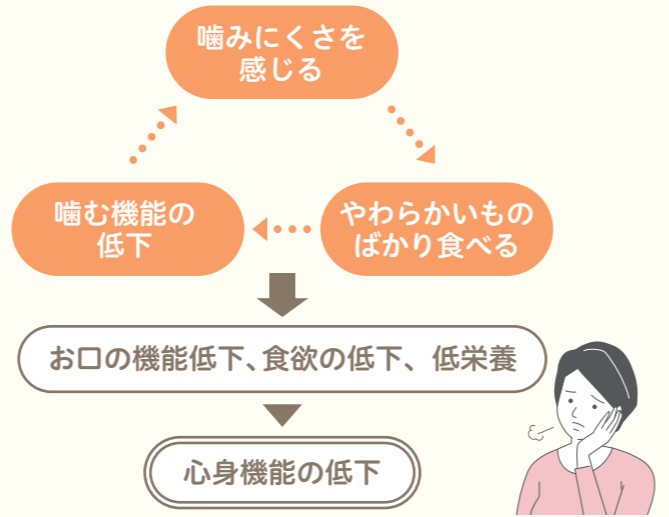 噛みにくさを
感じる
噛む機能の
低下
やわらかいもの
ばかり食べる
お口の機能低下、食欲の低下、低栄養
心身機能の低下